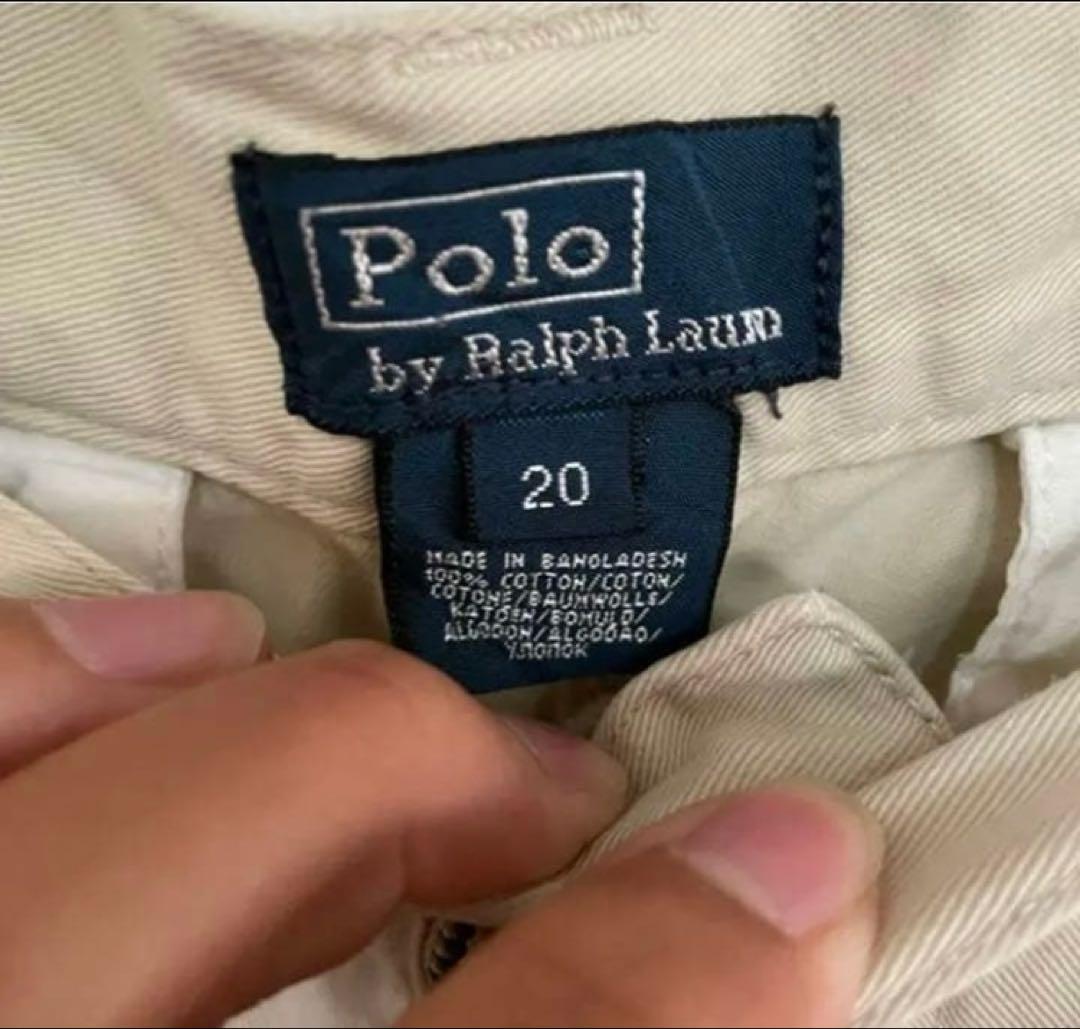 Polo
by Ralph Lauren
20
MADE IN BANGLADESH
100% COTTON/COTON/
COTONE/BAUMWOLLE/
KATOEN/BOMULD/
ALGODON/ALGODAO/